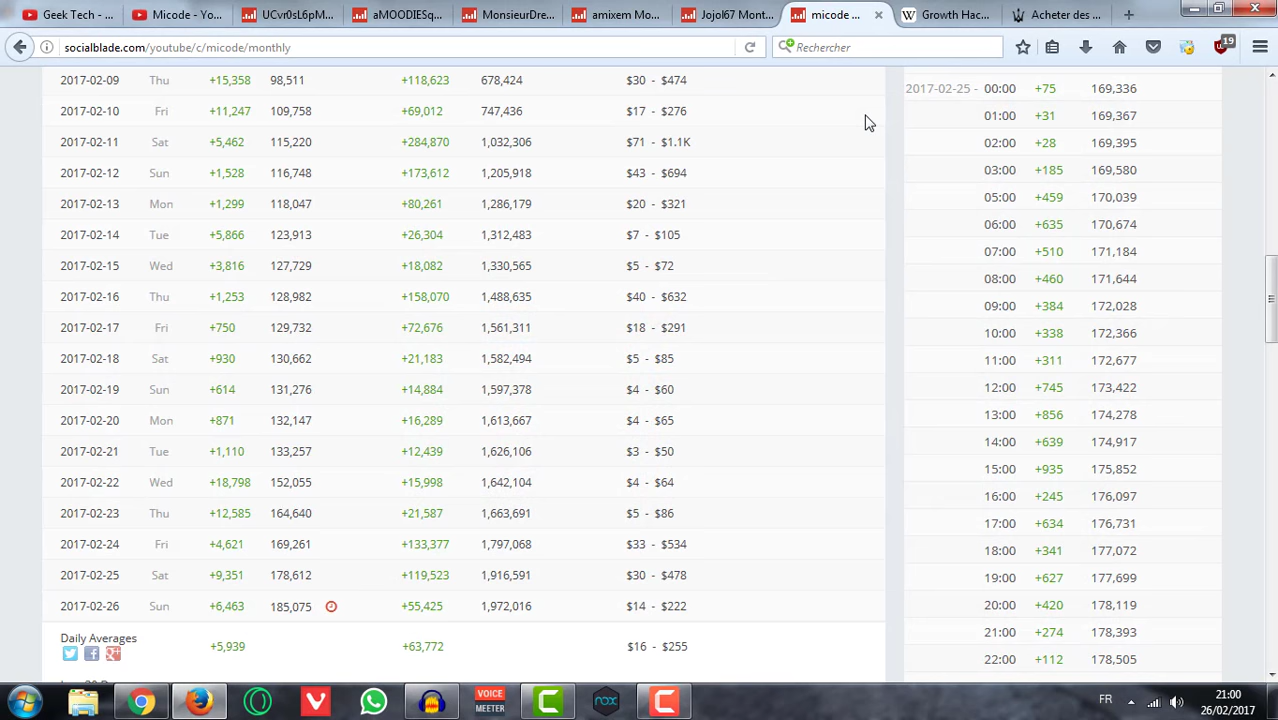 Geek Tech -
Micode - Yo...
UCvr0sL6pM...
aMOODIESq...
MonsieurDre...
amixem Mo...
Jojol67 Mont...
micode ...
Growth Hac...
Acheter des ...
socialblade.com/youtube/c/micode/monthly
Rechercher
19
2017-02-09 Thu +15,358 98,511 +118,623 678,424 $30 - $474
2017-02-10 Fri +11,247 109,758 +69,012 747,436 $17 - $276
2017-02-11 Sat +5,462 115,220 +284,870 1,032,306 $71 - $1.1K
2017-02-12 Sun +1,528 116,748 +173,612 1,205,918 $43 - $694
2017-02-13 Mon +1,299 118,047 +80,261 1,286,179 $20 - $321
2017-02-14 Tue +5,866 123,913 +26,304 1,312,483 $7 - $105
2017-02-15 Wed +3,816 127,729 +18,082 1,330,565 $5 - $72
2017-02-16 Thu +1,253 128,982 +158,070 1,488,635 $40 - $632
2017-02-17 Fri +750 129,732 +72,676 1,561,311 $18 - $291
2017-02-18 Sat +930 130,662 +21,183 1,582,494 $5 - $85
2017-02-19 Sun +614 131,276 +14,884 1,597,378 $4 - $60
2017-02-20 Mon +871 132,147 +16,289 1,613,667 $4 - $65
2017-02-21 Tue +1,110 133,257 +12,439 1,626,106 $3 - $50
2017-02-22 Wed +18,798 152,055 +15,998 1,642,104 $4 - $64
2017-02-23 Thu +12,585 164,640 +21,587 1,663,691 $5 - $86
2017-02-24 Fri +4,621 169,261 +133,377 1,797,068 $33 - $534
2017-02-25 Sat +9,351 178,612 +119,523 1,916,591 $30 - $478
2017-02-26 Sun +6,463 185,075 +55,425 1,972,016 $14 - $222
Daily Averages +5,939 +63,772 $16 - $255
2017-02-25 - 00:00 +75 169,336
01:00 +31 169,367
02:00 +28 169,395
03:00 +185 169,580
05:00 +459 170,039
06:00 +635 170,674
07:00 +510 171,184
08:00 +460 171,644
09:00 +384 172,028
10:00 +338 172,366
11:00 +311 172,677
12:00 +745 173,422
13:00 +856 174,278
14:00 +639 174,917
15:00 +935 175,852
16:00 +245 176,097
17:00 +634 176,731
18:00 +341 177,072
19:00 +627 177,699
20:00 +420 178,119
21:00 +274 178,393
22:00 +112 178,505
VOICE
MEETER
nox
FR
21:00
26/02/2017